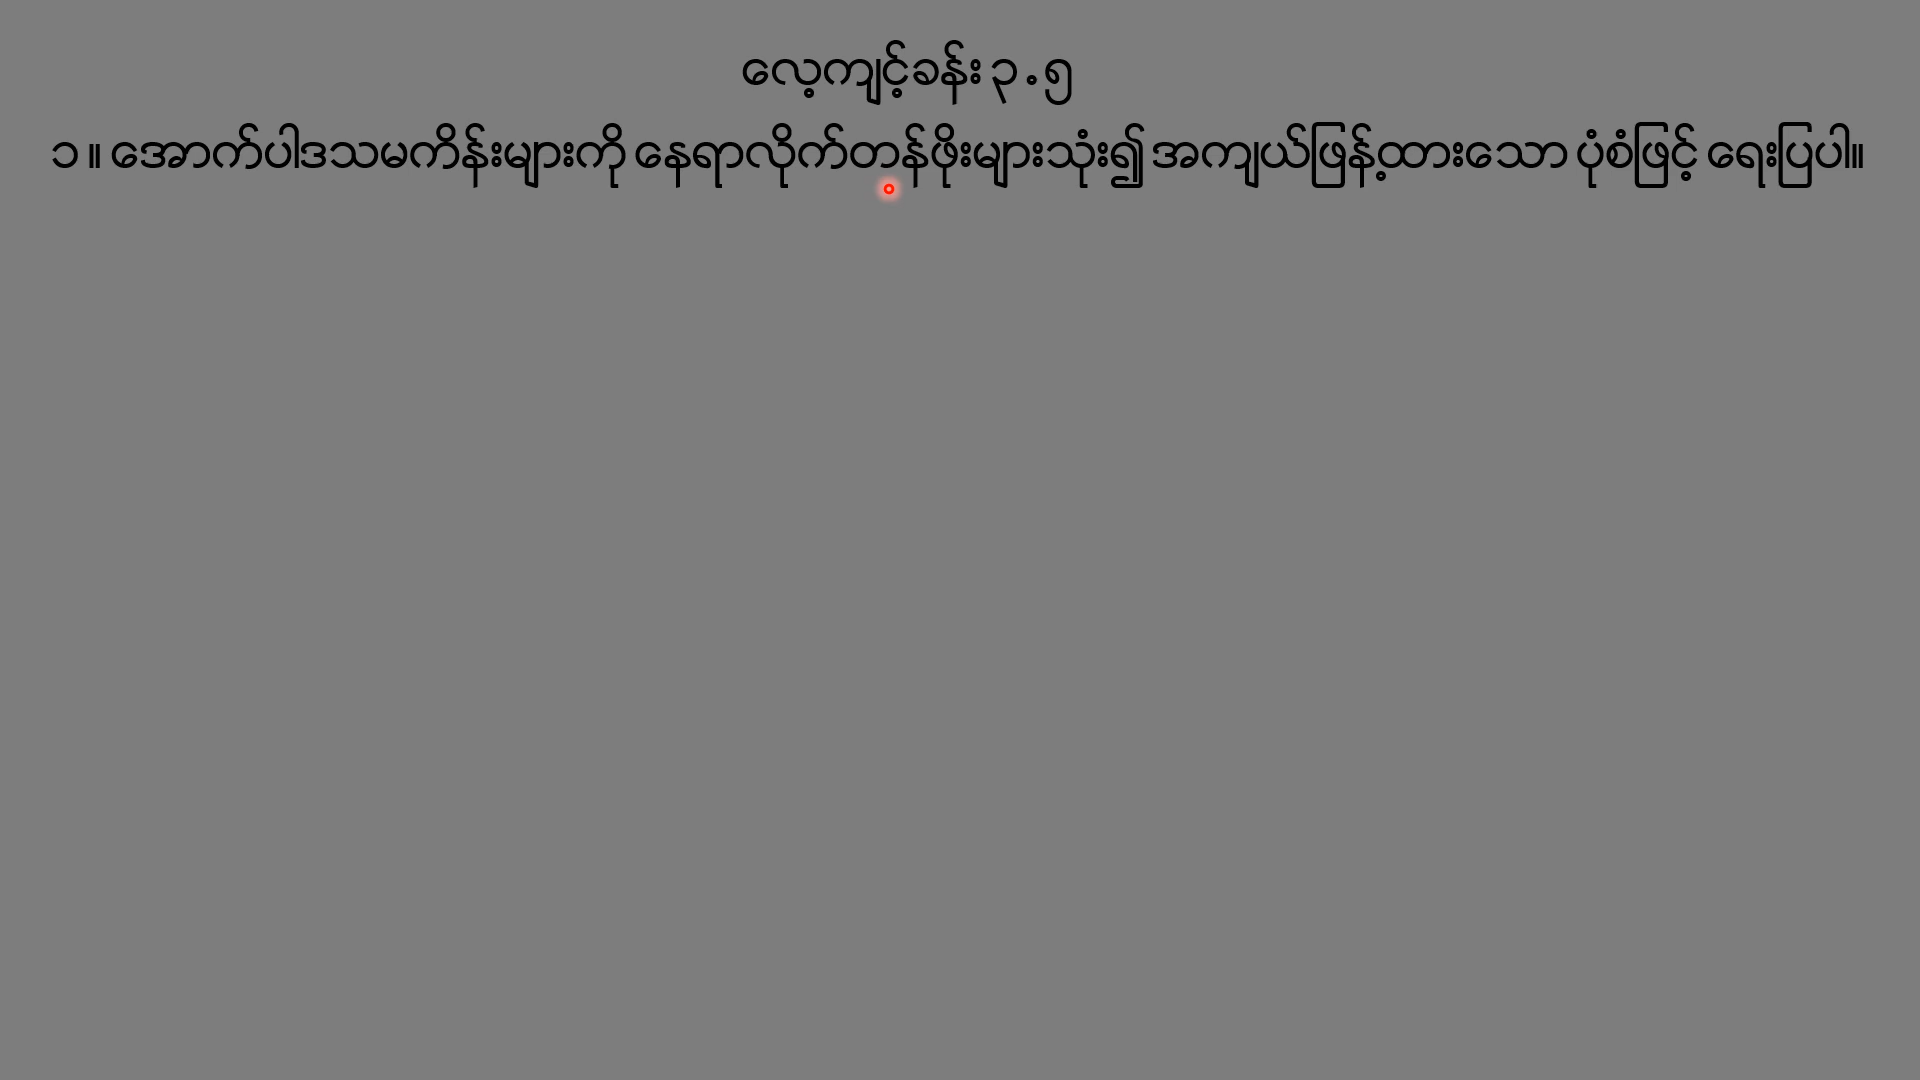 လေ့ကျင့်ခန်း ၃ . ၅
၁ ။ အောက်ပါဒသမကိန်းများကို နေရာလိုက်တန်ဖိုးများသုံး၍ အကျယ်ဖြန့်ထားသော ပုံစံဖြင့် ရေးပြပါ။